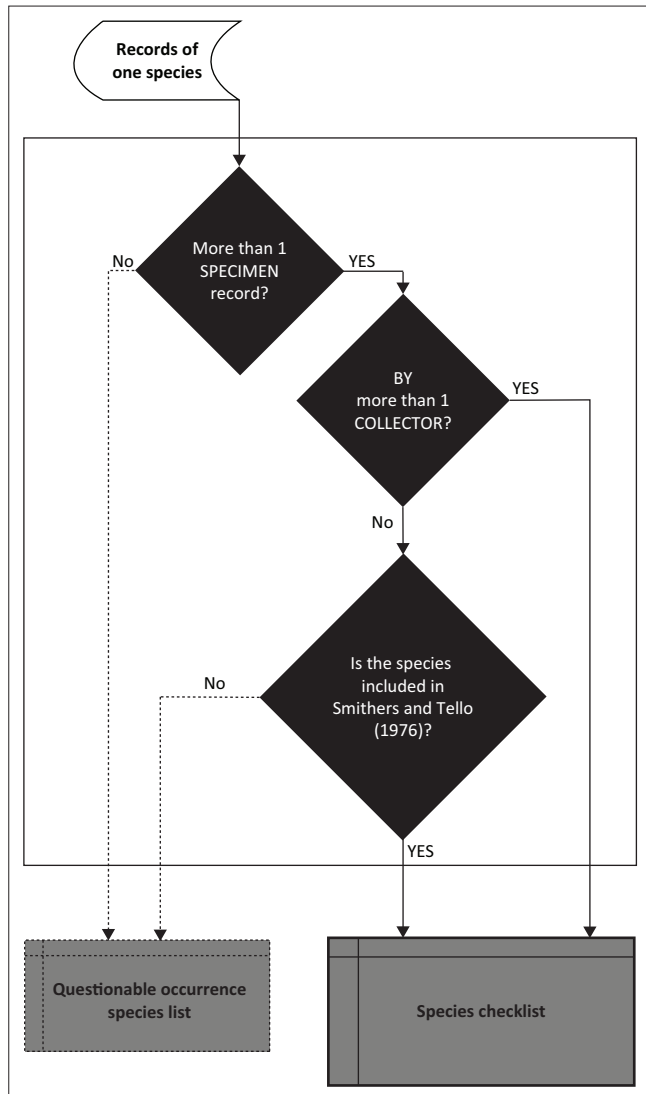 Records of
one species
More than 1
SPECIMEN
record?
No
YES
BY
more than 1
COLLECTOR?
YES
No
Is the species
included in
Smithers and Tello
(1976)?
No
YES
Questionable occurrence
species list
Species checklist